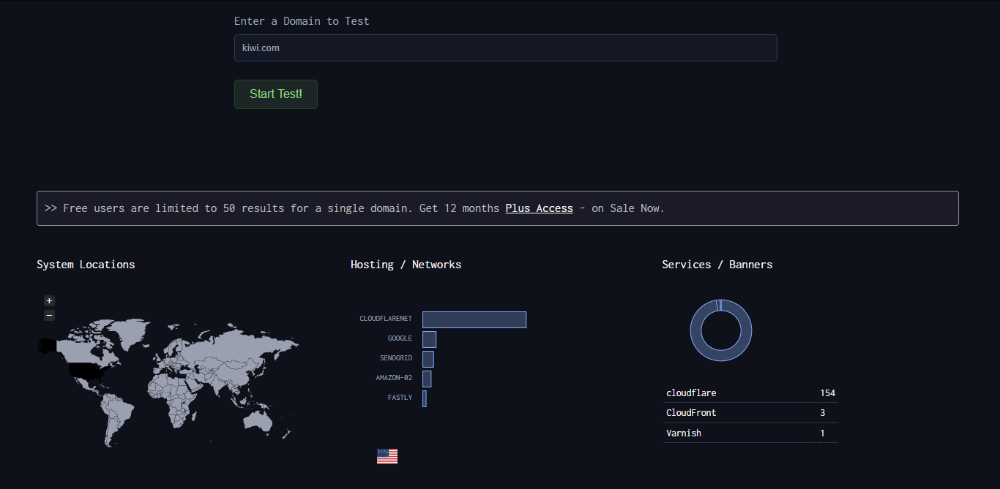 Enter a Domain to Test
kiwi.com
Start Test!
>> Free users are limited to 50 results for a single domain. Get 12 months Plus Access - on Sale Now.
System Locations
+
−
Hosting / Networks
CLOUDFLARENET
GOOGLE
SENDGRID
AMAZON-02
FASTLY
Services / Banners
cloudflare 154
CloudFront 3
Varnish 1